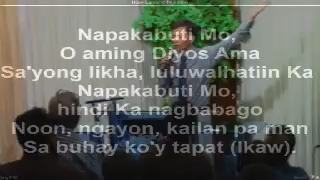 Napakabuti Mo,
O aming Diyos Ama
Sa'yong likha, luluwalhatiin Ka
Napakabuti Mo,
hindi Ka nagbabago
Noon, ngayon, kailan pa man
Sa buhay ko'y tapat (Ikaw).